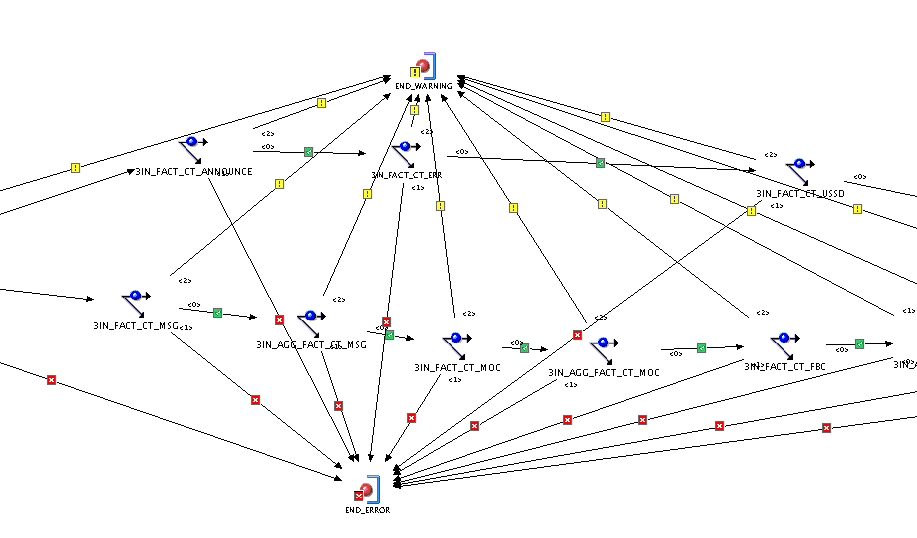 END_WARNING
<2>
<2>
<0>
<0>
<2>
<0>
3IN_FACT_CT_ANNOUNCE
3IN_FACT_CT_ERR
<1>
3IN_FACT_CT_USSD
<1>
<2>
<2>
<0>
<2>
<2>
<2>
<1>
3IN_FACT_CT_MSG
<1>
3IN_AGG_FACT_CT_MSG
<0>
<0>
<0>
<0>
3IN_FACT_CT_MOC
<1>
3IN_AGG_FACT_CT_MOC
<1>
3IN_FACT_CT_FBC
END_ERROR